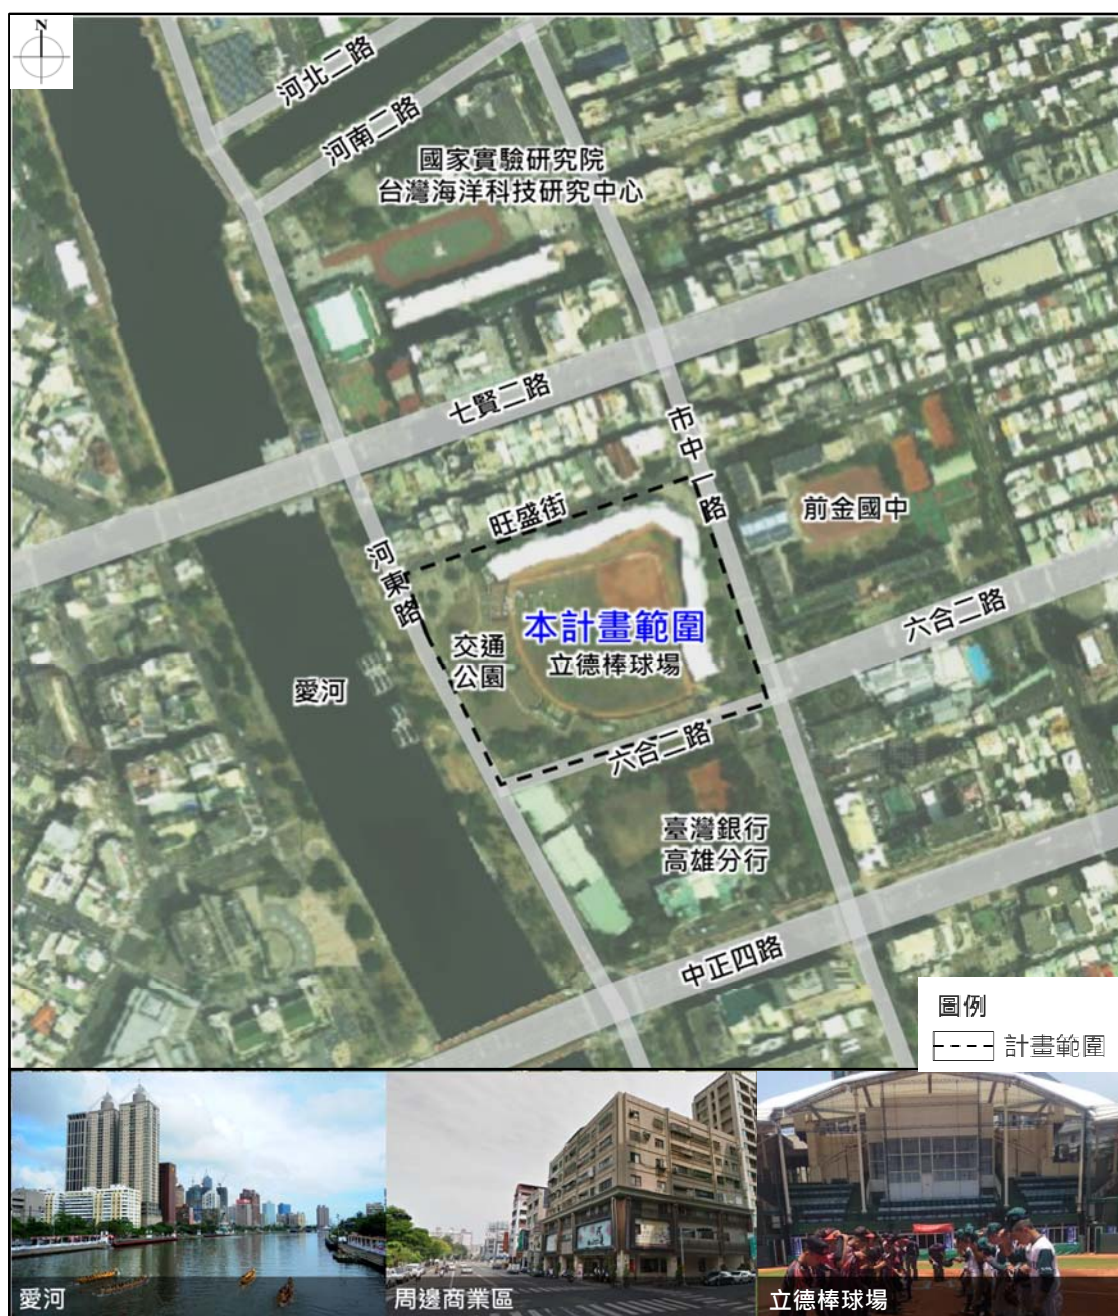 N
河北二路
河南二路
國家實驗研究院
台灣海洋科技研究中心
七賢二路
市中一路
旺盛街
前金國中
河東路
本計畫範圍
立德棒球場
六合二路
交通
公園
愛河
六合二路
臺灣銀行
高雄分行
中正四路
圖例
計畫範圍
愛河
周邊商業區
立德棒球場